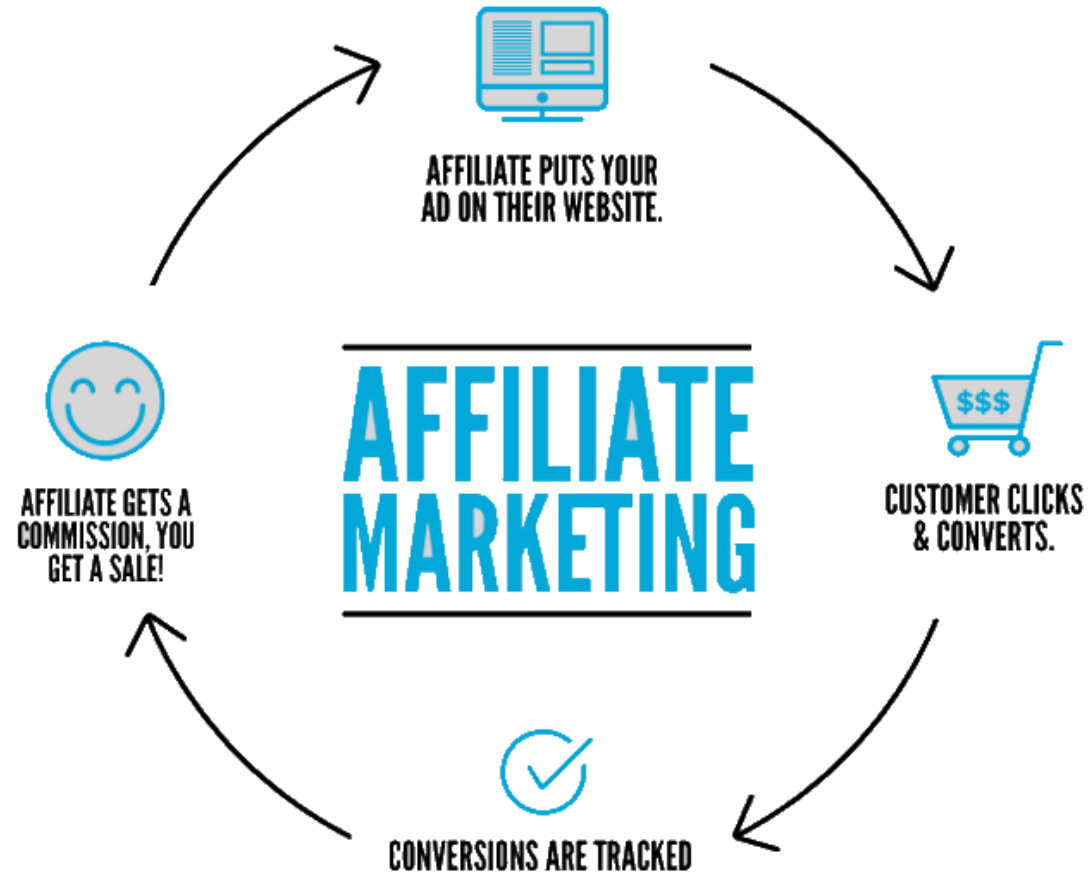 AFFILIATE PUTS YOUR
AD ON THEIR WEBSITE.
$$$
CUSTOMER CLICKS
& CONVERTS.
CONVERSIONS ARE TRACKED
AFFILIATE GETS A
COMMISSION, YOU
GET A SALE!
AFFILIATE
MARKETING